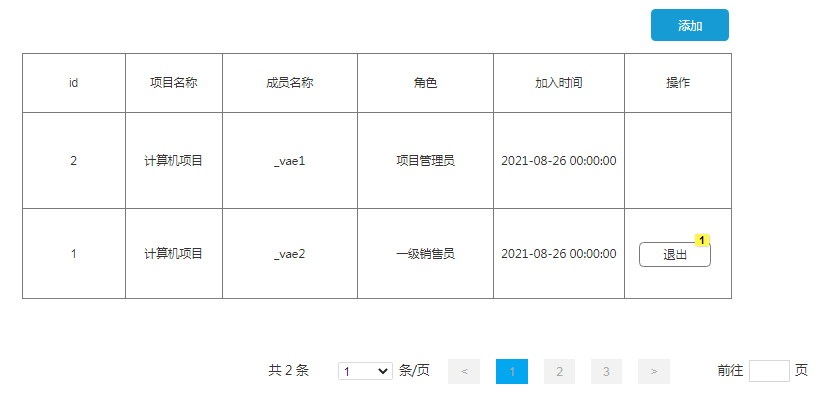 添加
id 项目名称 成员名称 角色 加入时间 操作
2 计算机项目 _vae1 项目管理员 2021-08-26 00:00:00
1
1 计算机项目 _vae2 一级销售员 2021-08-26 00:00:00 退出
共 2 条 1 条/页 < 1 2 3 > 前往 页